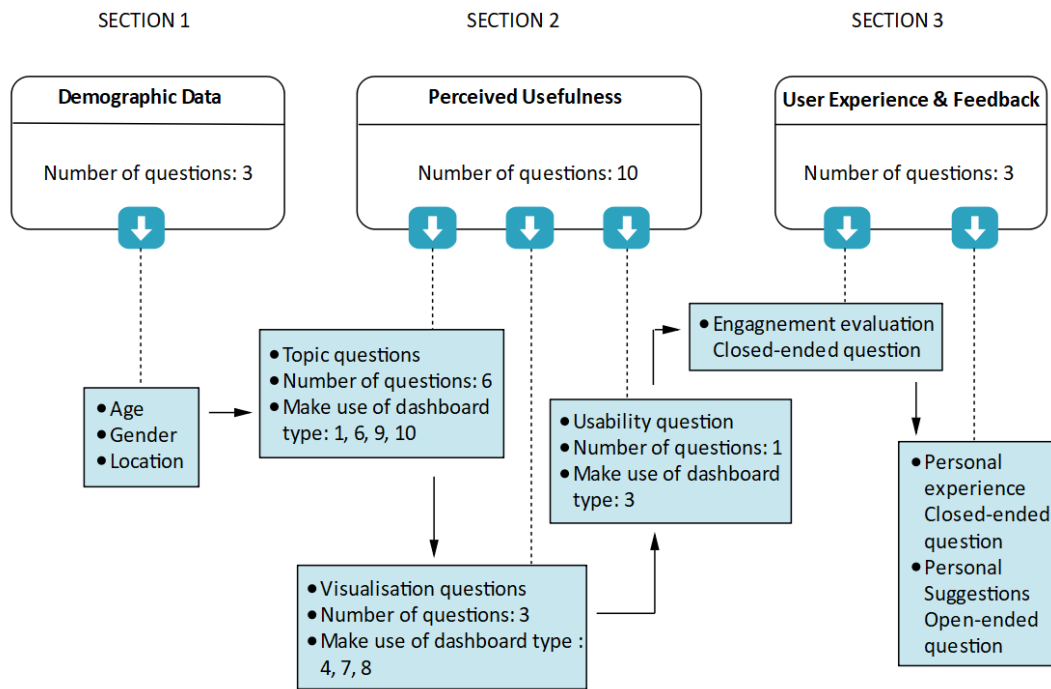 SECTION 1
SECTION 2
SECTION 3
Demographic Data
Number of questions: 3
Perceived Usefulness
Number of questions: 10
User Experience & Feedback
Number of questions: 3
● Age
● Gender
● Location
● Topic questions
● Number of questions: 6
● Make use of dashboard
type: 1, 6, 9, 10
● Visualisation questions
● Number of questions: 3
● Make use of dashboard type :
4, 7, 8
● Usability question
● Number of questions: 1
● Make use of dashboard
type: 3
● Engagnement evaluation
Closed-ended question
● Personal
experience
Closed-ended
question
● Personal
Suggestions
Open-ended
question